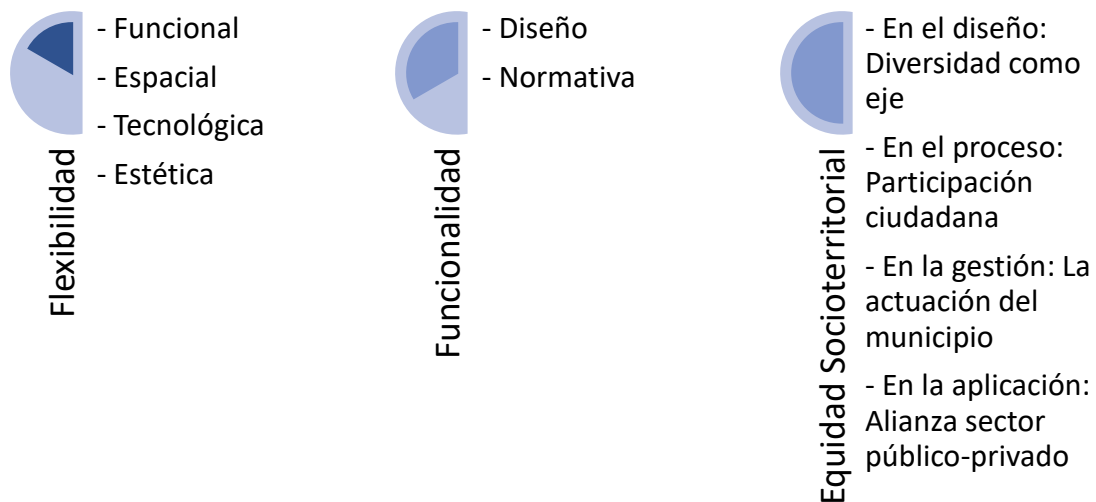 Flexibilidad
- Funcional
- Espacial
- Tecnológica
- Estética
Funcionalidad
- Diseño
- Normativa
Equidad Socioterritorial
- En el diseño:
Diversidad como
eje
- En el proceso:
Participación
ciudadana
- En la gestión: La
actuación del
municipio
- En la aplicación:
Alianza sector
público-privado